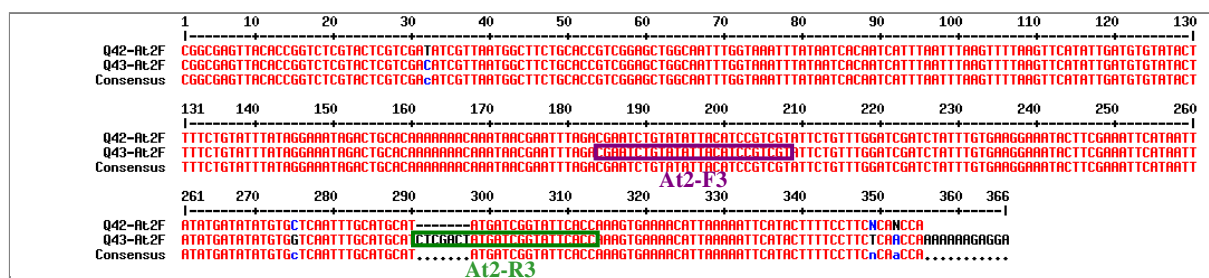 1 10 20 30 40 50 60 70 80 90 100 110 120 130
|--------+---------+---------+---------+---------+---------+---------+---------+---------+---------+---------+---------+---------|
Q42-At2F CGGCGAGTTACACCGGTCTCGTACTCGTCGATATCGTTAATGGCTTCTGCACCGTCGGAGCTGGCAATTTGGTAAATTTATAATCACAATCATTTAATTTAAGTTTTAAGTTCATATTGATGTGTATACT
Q43-At2F CGGCGAGTTACACCGGTCTCGTACTCGTCGACATCGTTAATGGCTTCTGCACCGTCGGAGCTGGCAATTTGGTAAATTTATAATCACAATCATTTAATTTAAGTTTTAAGTTCATATTGATGTGTATACT
Consensus CGGCGAGTTACACCGGTCTCGTACTCGTCGAcATCGTTAATGGCTTCTGCACCGTCGGAGCTGGCAATTTGGTAAATTTATAATCACAATCATTTAATTTAAGTTTTAAGTTCATATTGATGTGTATACT
131 140 150 160 170 180 190 200 210 220 230 240 250 260
|--------+---------+---------+---------+---------+---------+---------+---------+---------+---------+---------+---------+---------|
Q42-At2F TTTCTGTATTTATAGGAAATAGACTGCACAAAAAAACAAATAACGAATTTAGACGAATCTGTATATTACATCCGTCGTATTCTGTTTGGATCGATCTATTTGTGAAGGAAATACTTCGAAATTCATAATT
Q43-At2F TTTCTGTATTTATAGGAAATAGACTGCACAAAAAAACAAATAACGAATTTAGACGAATCTGTATATTACATCCGTCGTATTCTGTTTGGATCGATCTATTTGTGAAGGAAATACTTCGAAATTCATAATT
Consensus TTTCTGTATTTATAGGAAATAGACTGCACAAAAAAACAAATAACGAATTTAGACGAATCTGTATATTACATCCGTCGTATTCTGTTTGGATCGATCTATTTGTGAAGGAAATACTTCGAAATTCATAATT
At2-F3
261 270 280 290 300 310 320 330 340 350 360 366
|--------+---------+---------+---------+---------+---------+---------+---------+---------+---------+-----|
Q42-At2F ATATGATATATGTGCTCAATTTGCATGCAT-------ATGATCGGTATTCACCAAAGTGAAAACATTAAAAATTCATACTTTTCCTTCNCANCCA
Q43-At2F ATATGATATATGTGGTCAATTTGCATGCATCTCGACTATGATCGGTATTCACCAAAGTGAAAACATTAAAAATTCATACTTTTCCTTCTCAACCAAAAAAAGAGGA
Consensus ATATGATATATGTGcTCAATTTGCATGCAT.......ATGATCGGTATTCACCAAAGTGAAAACATTAAAAATTCATACTTTTCCTTCnCAaCCA...........
At2-R3